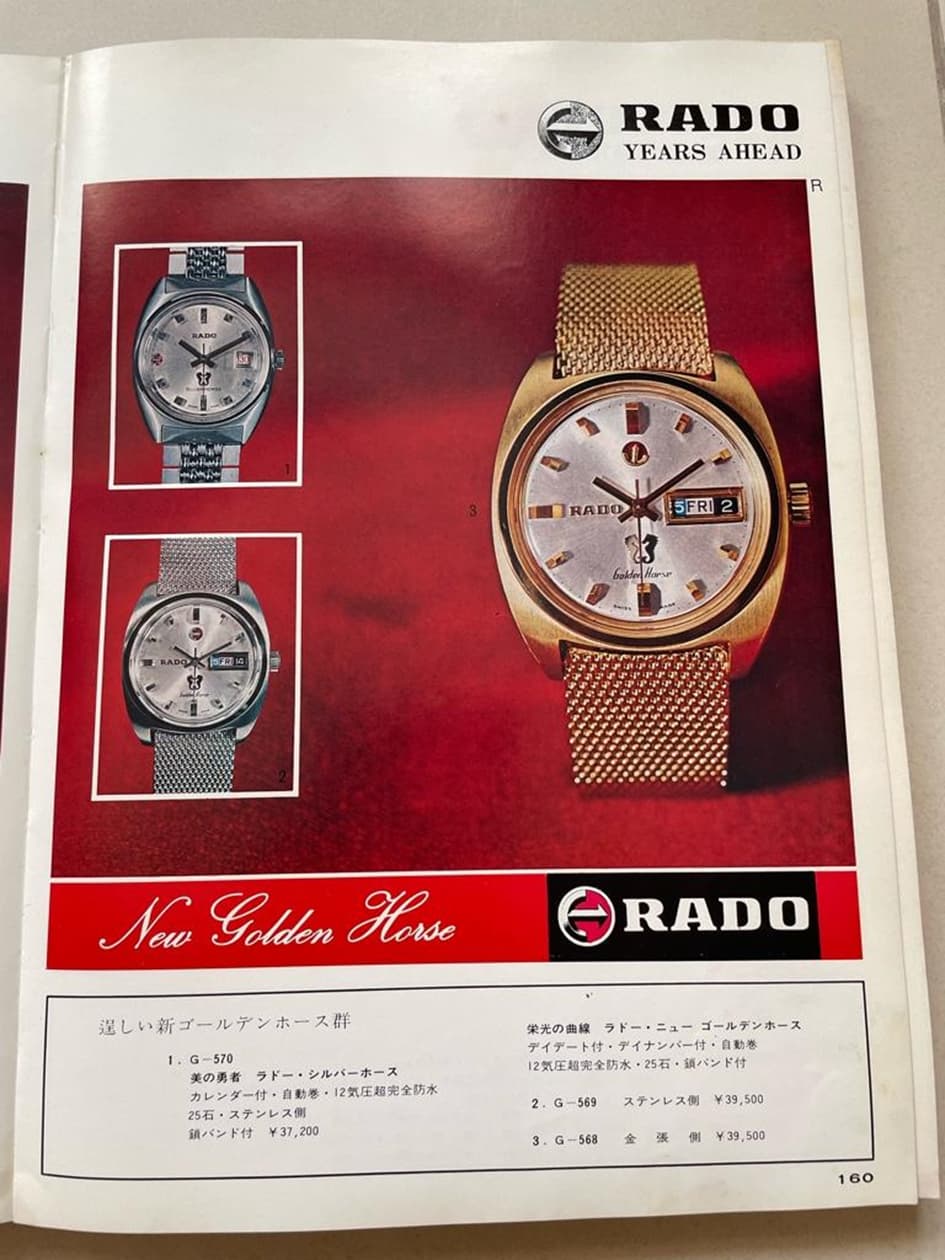 RADO
YEARS AHEAD
R
RADO
1
RADO
5 FRI
Golden Horse
2
3
RADO
5 FRI 2
Golden Horse
SWISS MADE
New Golden Horse
RADO
逞しい新ゴールデンホース群
1. G-570
美の勇者 ラドー・シルバーホース
カレンダー付・自動巻・12気圧超完全防水
25石・ステンレス側
鎖バンド付 ¥37,200
栄光の曲線 ラドー・ニュー ゴールデンホース
デイデート付・デイナンバー付・自動巻
12気圧超完全防水・25石・鎖バンド付
2. G-569 ステンレス側 ¥39,500
3. G-568 金 張 側 ¥39,500
160